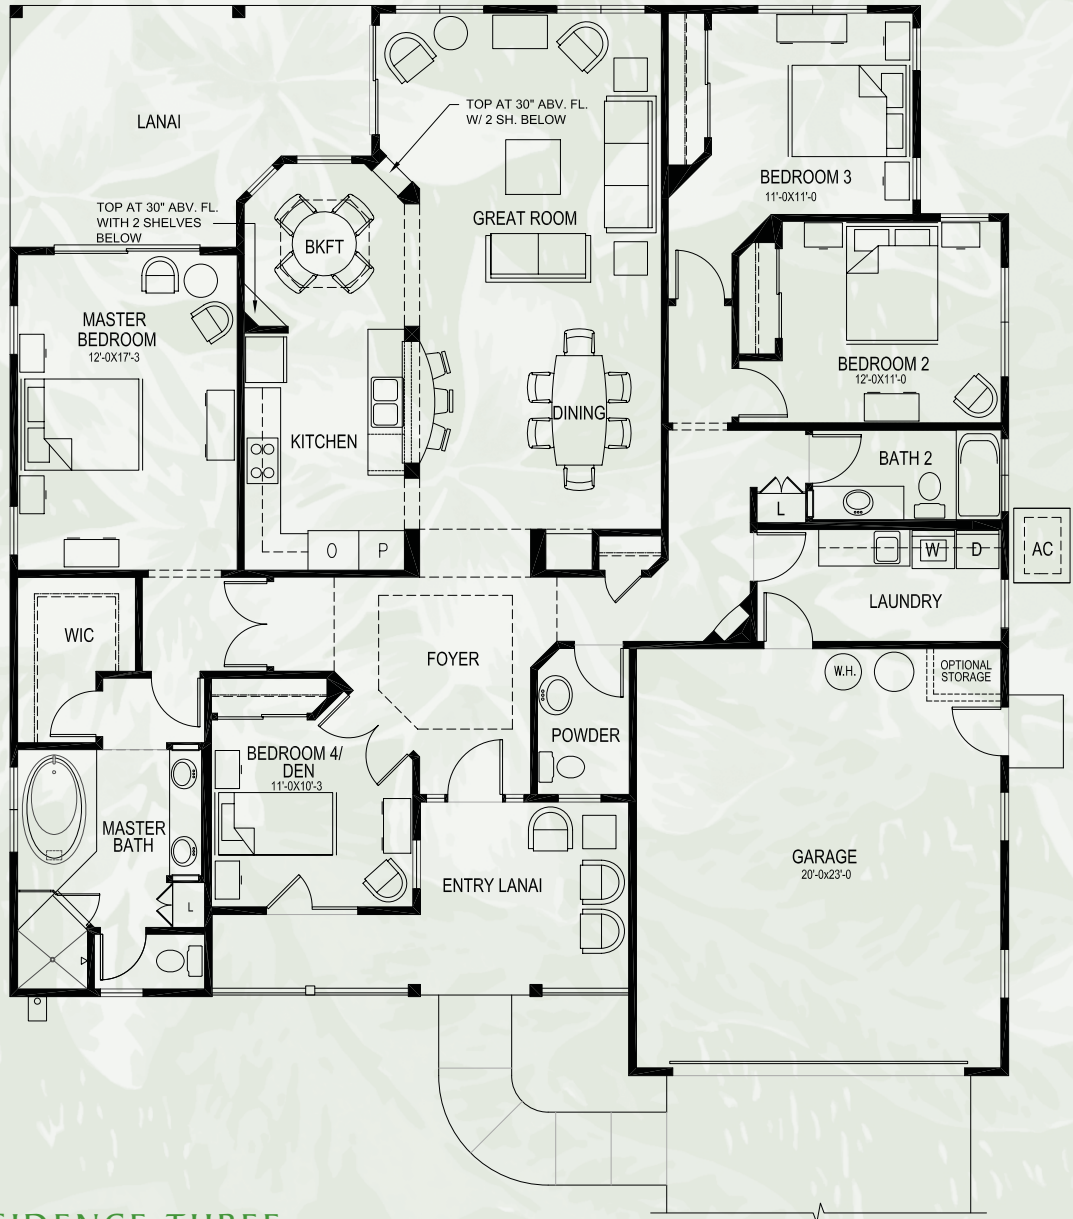 LANAI
TOP AT 30" ABV. FL.
W/ 2 SH. BELOW
BEDROOM 3
11'-0X11'-0
TOP AT 30" ABV. FL.
WITH 2 SHELVES
BELOW
GREAT ROOM
BKFT
MASTER
BEDROOM
12'-0X17'-3
BEDROOM 2
12'-0X11'-0
DINING
KITCHEN
BATH 2
L
O
P
W
D
AC
LAUNDRY
WIC
FOYER
W.H.
OPTIONAL
STORAGE
POWDER
BEDROOM 4/
DEN
11'-0X10'-3
MASTER
BATH
GARAGE
20'-0x23'-0
ENTRY LANAI
L
THREE